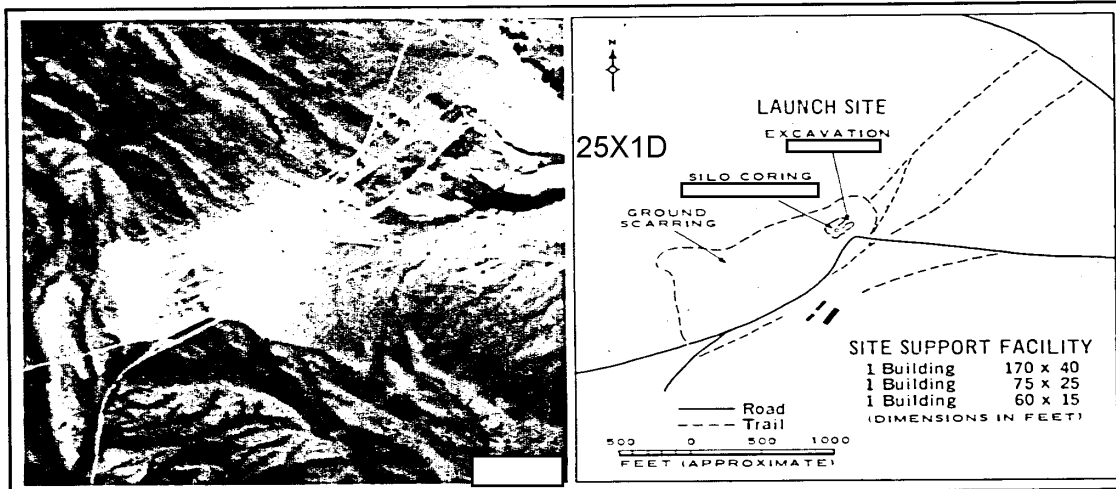 N
LAUNCH SITE
EXCAVATION
25X1D
SILO CORING
GROUND
SCARRING
SITE SUPPORT FACILITY
1 Building 170 x 40
1 Building 75 x 25
1 Building 60 x 15
(DIMENSIONS IN FEET)
Road
Trail
500 0 500 1000
FEET (APPROXIMATE)